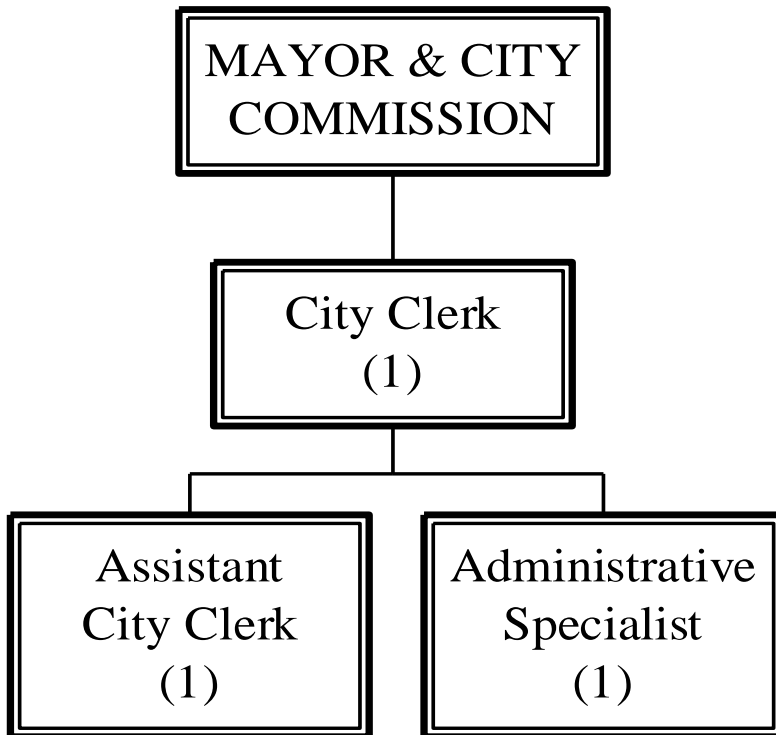 MAYOR & CITY
COMMISSION
City Clerk
(1)
Assistant
City Clerk
(1)
Administrative
Specialist
(1)